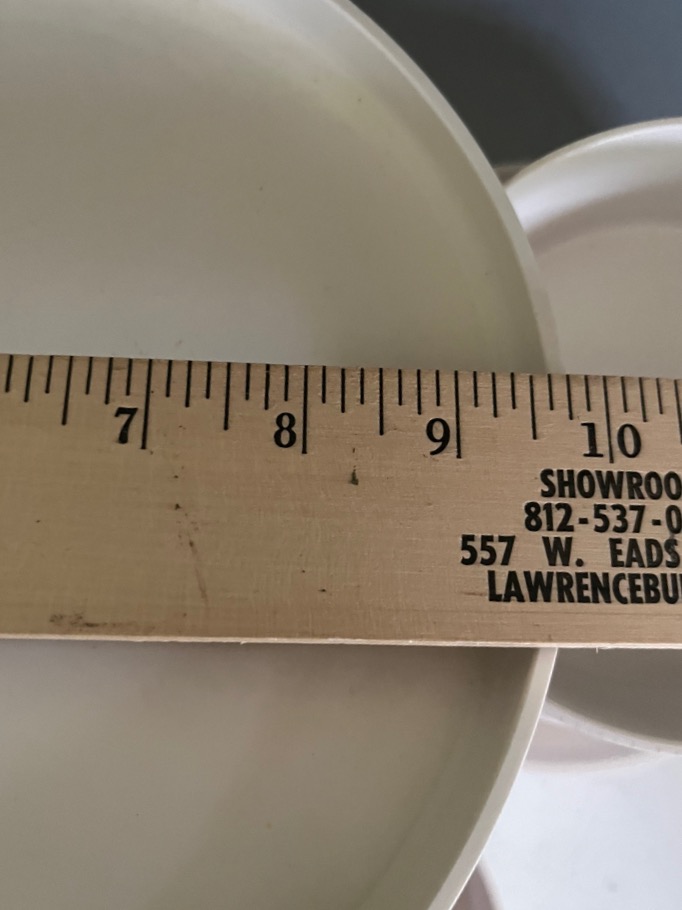 7 8 9 10
SHOWROO
812-537-0
557 W. EADS
LAWRENCEBU